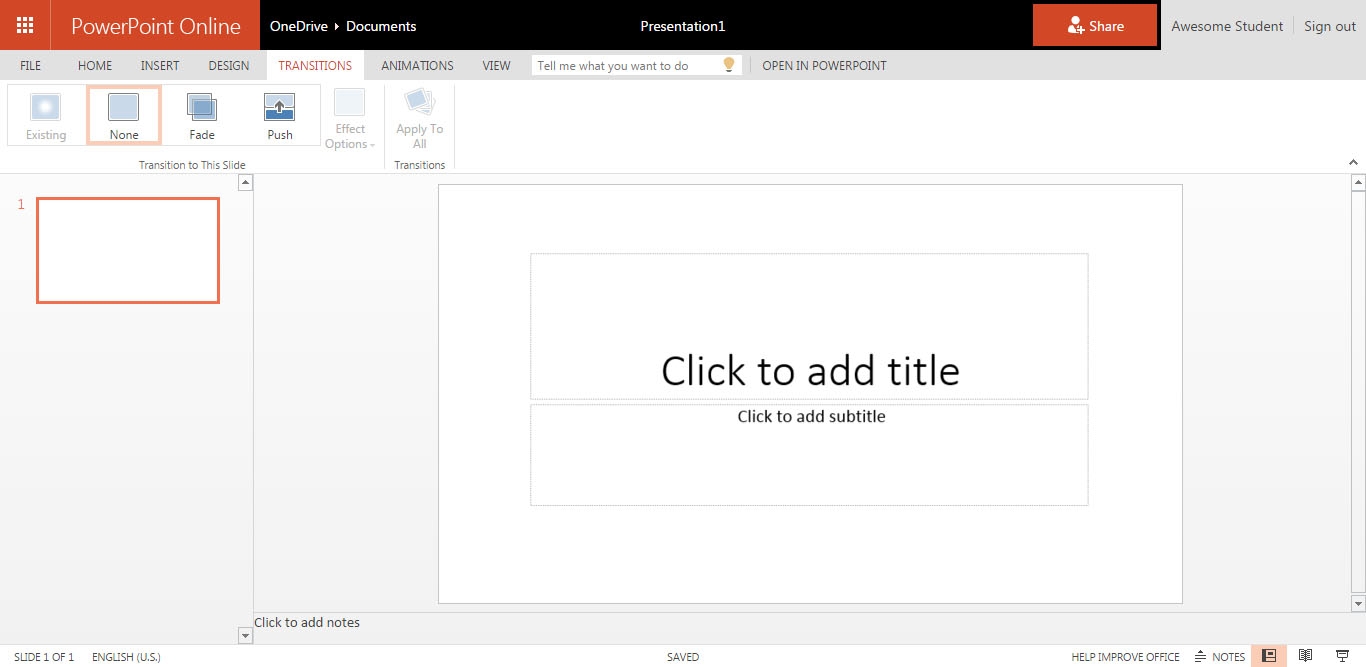 PowerPoint Online OneDrive Documents Presentation1 Share Awesome Student Sign out
FILE HOME INSERT DESIGN TRANSITIONS ANIMATIONS VIEW Tell me what you want to do OPEN IN POWERPOINT
Existing None Fade Push Effect Options Apply To All
Transition to This Slide Transitions
1
Click to add title
Click to add subtitle
Click to add notes
SLIDE 1 OF 1 ENGLISH (U.S.) SAVED HELP IMPROVE OFFICE NOTES